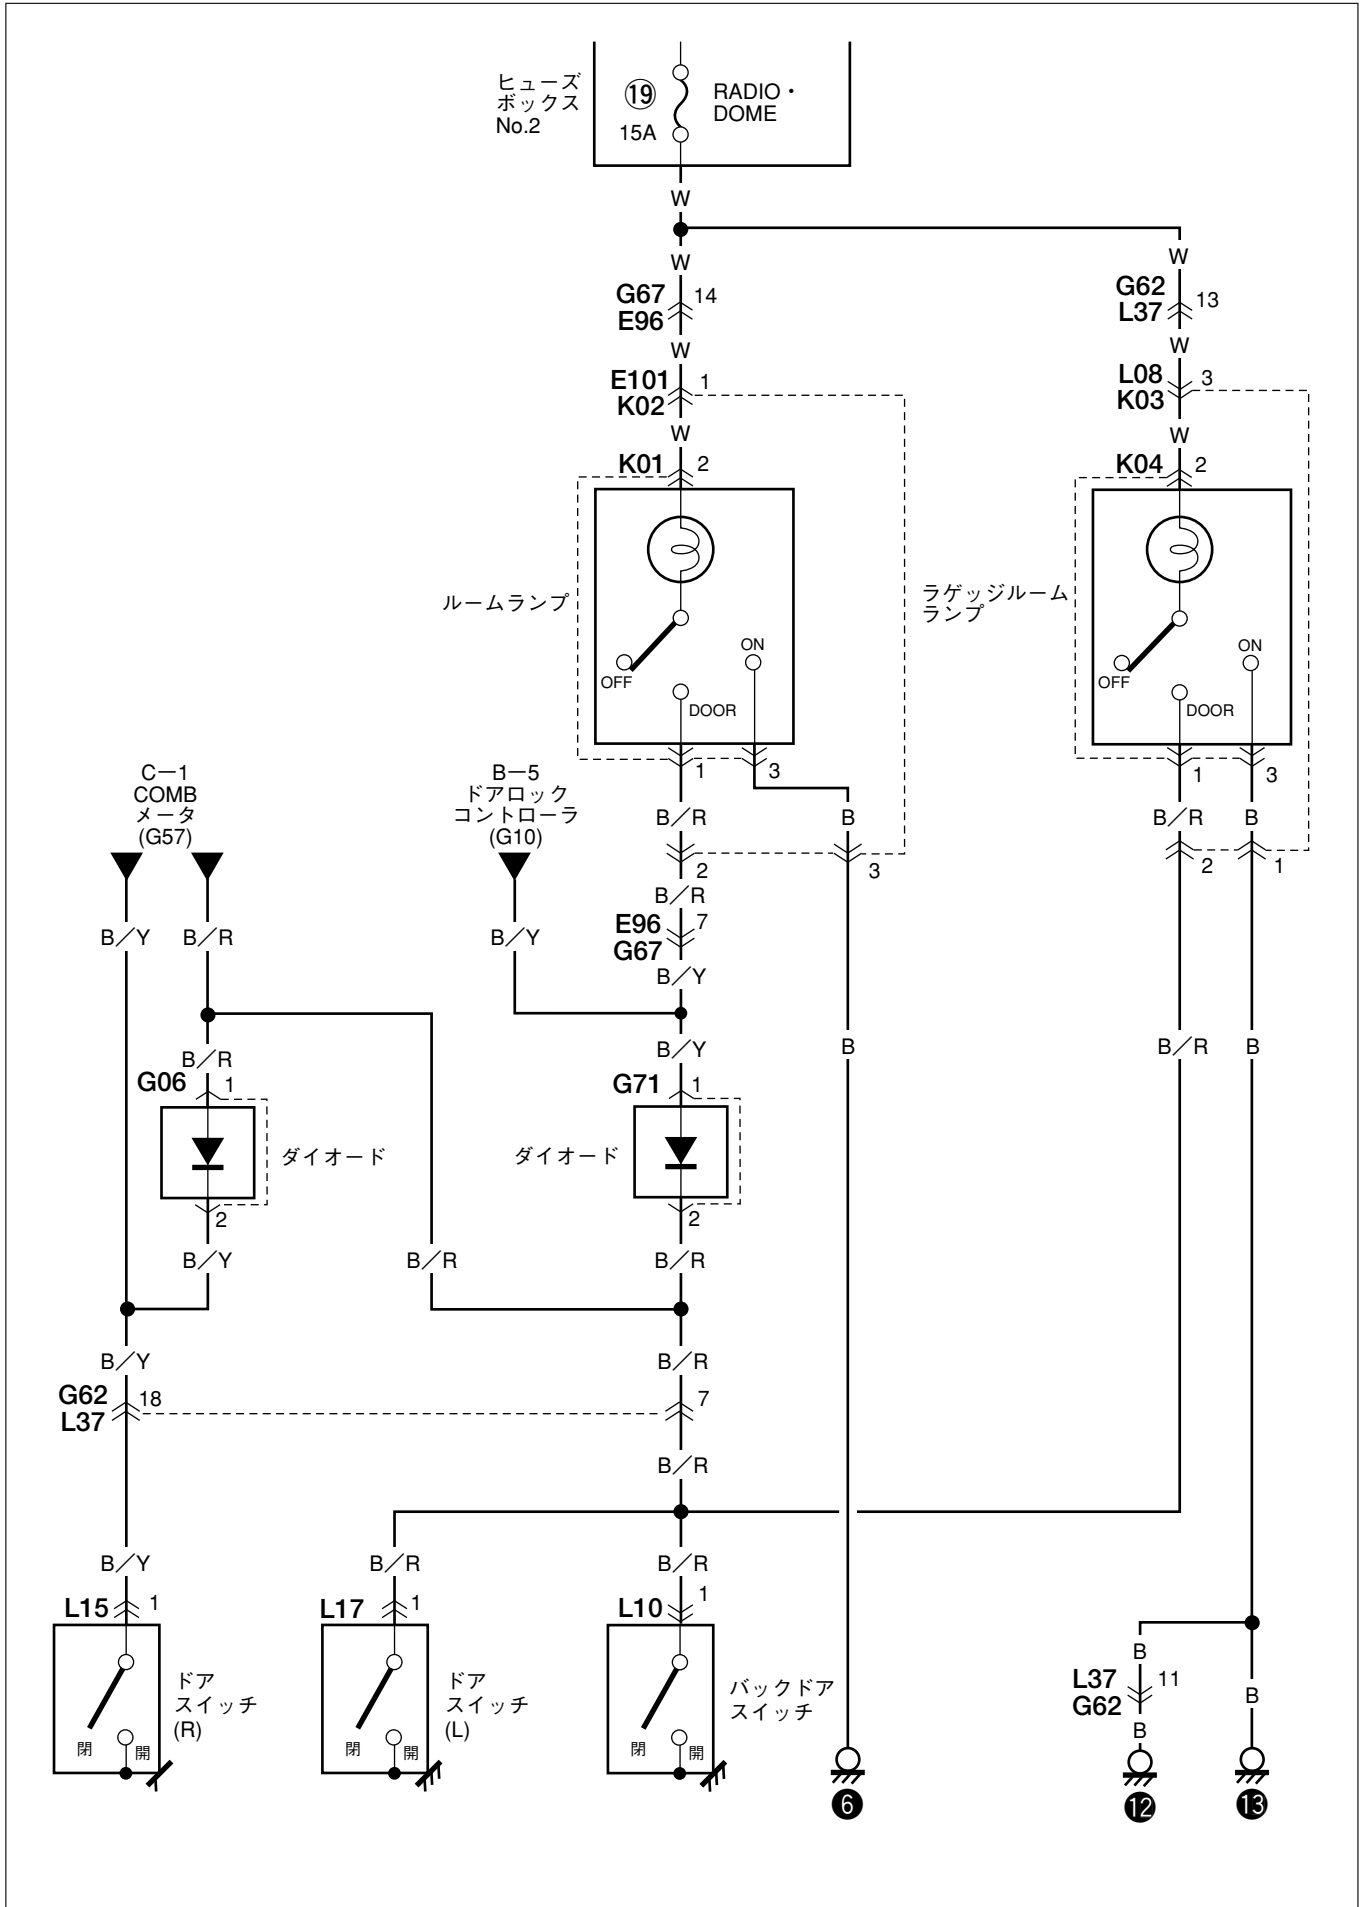 ヒューズ
ボックス
No.2
⑲
15A
RADIO・
DOME
W
W
W
G67
E96
14
G62
L37
13
W
W
E101
K02
1
L08
K03
3
W
W
K01
2
K04
2
ルームランプ
OFF
ON
DOOR
1
3
ラゲッジルーム
ランプ
OFF
ON
DOOR
1
3
C－1
COMB
メータ
(G57)
B－5
ドアロック
コントローラ
(G10)
B/R
B
B/R
B
2
3
2
1
B/R
B/Y
B/R
B/Y
E96
G67
7
B/Y
B/R
B/Y
B
B/R
B
G06
1
G71
1
ダイオード
ダイオード
2
2
B/Y
B/R
B/R
B/Y
B/R
G62
L37
18
7
B/R
B/Y
B/R
B/R
L15
1
L17
1
L10
1
ドア
スイッチ
(R)
閉
開
ドア
スイッチ
(L)
閉
開
バックドア
スイッチ
閉
開
B
L37
G62
11
B
B
6
12
13